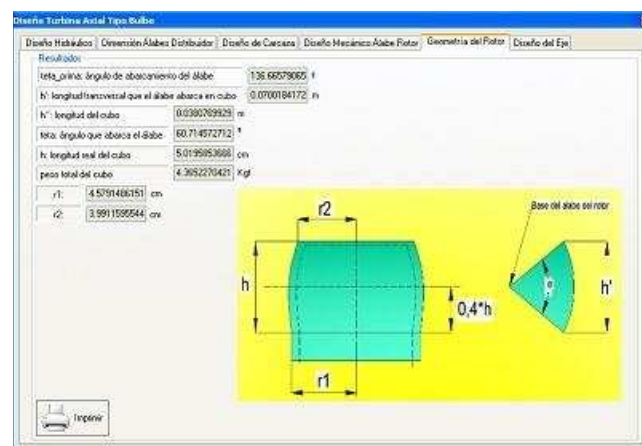 Diseño Turbina Axial Tipo Bulbo
Diseño Hidráulico Dimensión Álabes Distribuidor Diseño de Carcaza Diseño Mecánico Álabe Rotor Geometría del Rotor Diseño del Eje
Resultados
teta_prima: ángulo de abarcamiento del álabe 136.66579065 º
h': longitud transversal que el álabe abarca en cubo 0.0700184172 m
h'': longitud del cubo 0.0380789929 m
teta: ángulo que abarca el álabe 60.714572712 º
h: longitud real del cubo 5.0195853666 cm
peso total del cubo 4.3652270421 Kgf
r1: 4.5791486151 cm
r2: 3.9911595544 cm
r2
Base del alabe del rotor
h
h'
0,4*h
r1
Imprimir